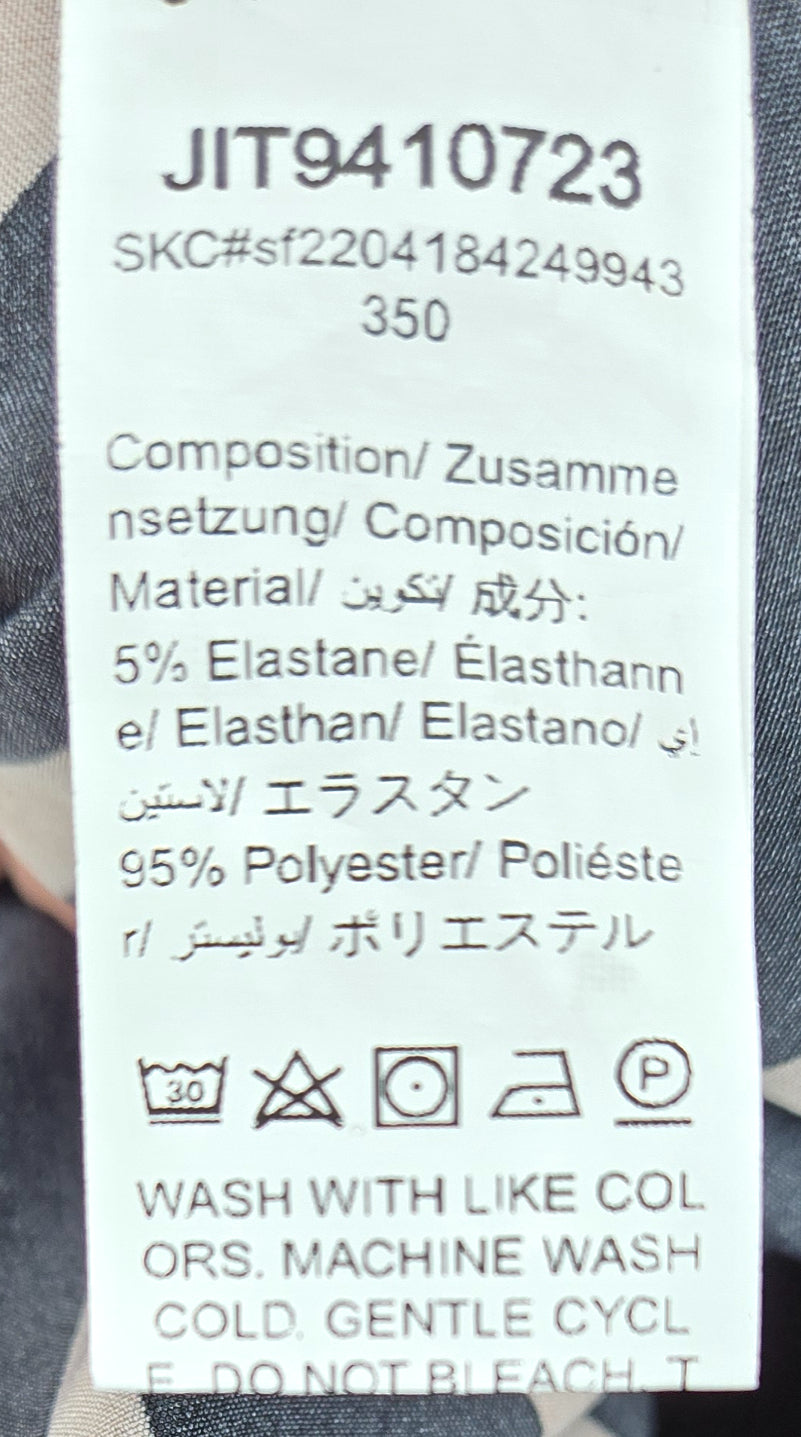 JIT9410723
SKC#sf2204184249943
350
Composition/ Zusamme
nsetzung/ Composición/
Material/ تكوين/ 成分:
5% Elastane/ Élasthann
e/ Elasthan/ Elastano/ إي
لاستين/ エラスタン
95% Polyester/ Poliéste
r/ بوليستر/ ポリエステル
30 P
WASH WITH LIKE COL
ORS. MACHINE WASH
COLD. GENTLE CYCL
E. DO NOT BLEACH. T